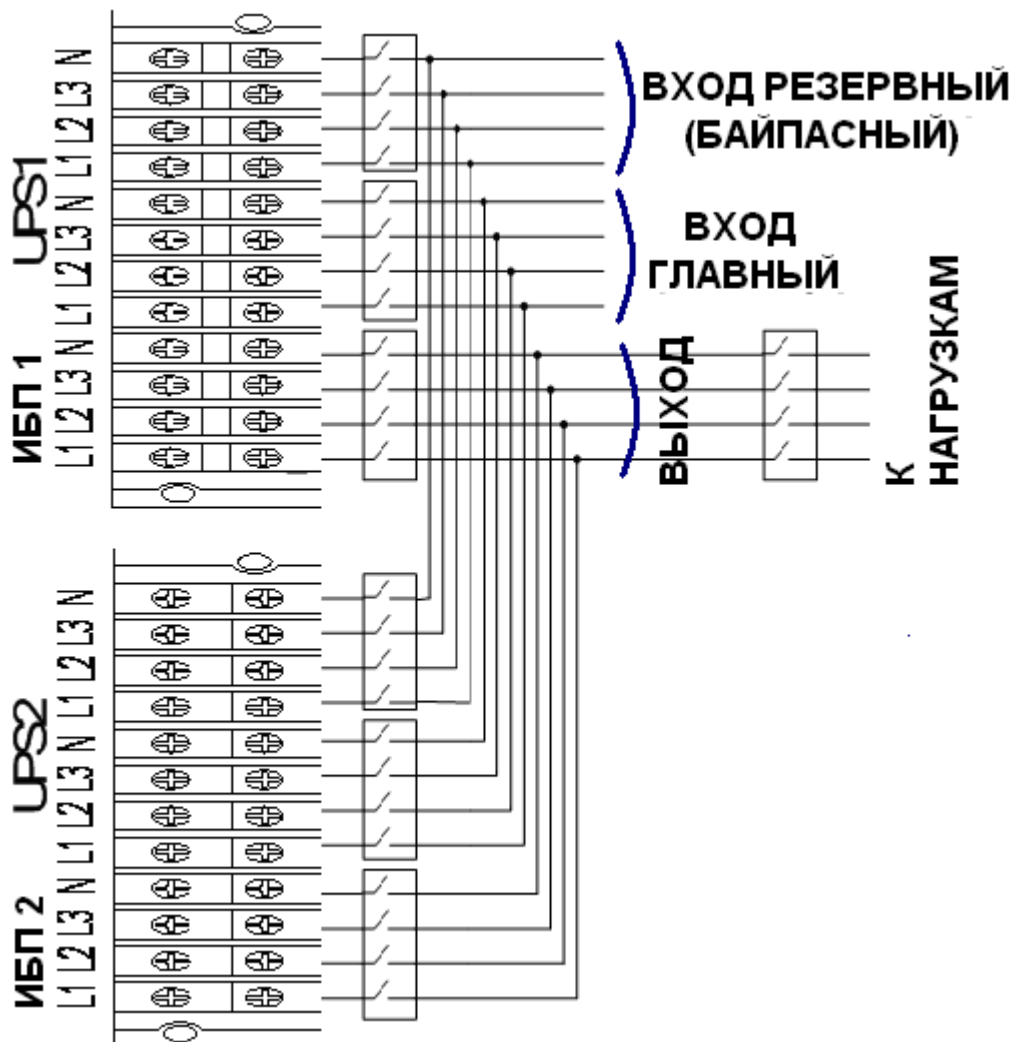 UPS1
ИБП 1
N
L3
L2
L1
N
L3
L2
L1
N
L3
L2
L1
ВХОД РЕЗЕРВНЫЙ
(БАЙПАСНЫЙ)
ВХОД
ГЛАВНЫЙ
ВЫХОД
К
НАГРУЗКАМ
UPS2
ИБП 2
N
L3
L2
L1
N
L3
L2
L1
N
L3
L2
L1